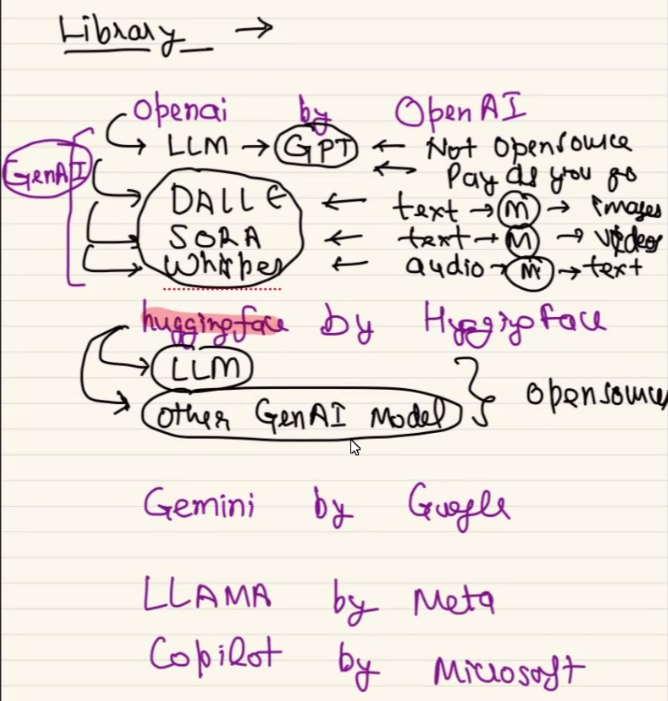 Library →
Openai by OpenAI
LLM → GPT ← Not Opensource
GenAI ← Pay as you go
DALLE ← text → M → images
SORA ← text → M → videos
Whisper ← audio → M → text
huggingface by Huggingface
LLM
Other GenAI Model } Opensource
Gemini by Google
LLAMA by Meta
Copilot by Microsoft